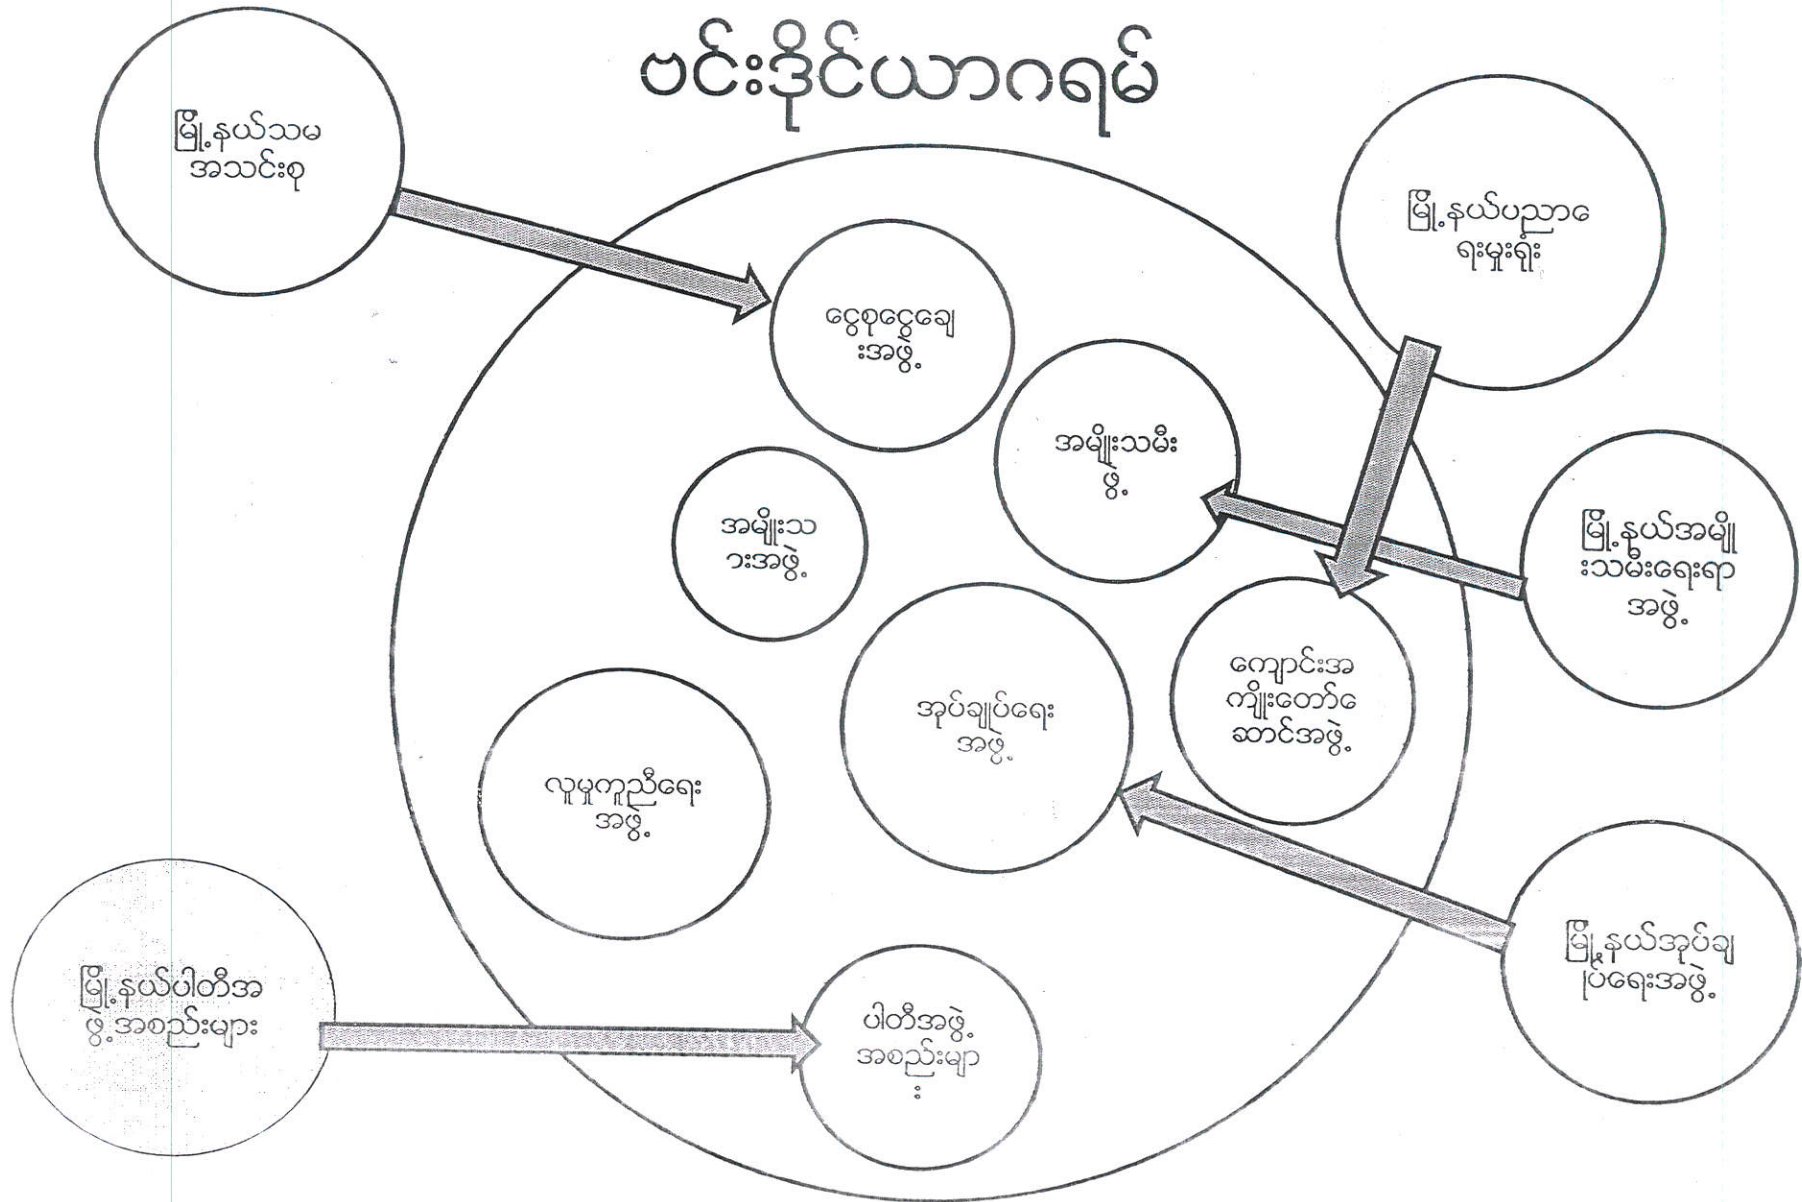 ဗင်းဒိုင်ယာဂရမ်
မြို့နယ်သမ
အသင်းစု
မြို့နယ်ပညာေ
ရးမှုးရုံး
ငွေစုငွေချေ
းအဖွဲ့
အမျိုးသမီး
ဖွဲ့
အမျိုးသ
ားအဖွဲ့
မြို့နယ်အမျို
းသမီးရေးရာ
အဖွဲ့
ကျောင်းအ
ကျိုးတော်ေ
ဆာင်အဖွဲ့
အုပ်ချုပ်ရေး
အဖွဲ့
လူမှုကူညီရေး
အဖွဲ့
မြို့နယ်အုပ်ချ
ုပ်ရေးအဖွဲ့
မြို့နယ်ပါတီအ
ဖွဲ့အစည်းများ
ပါတီအဖွဲ့
အစည်းမျာ
း